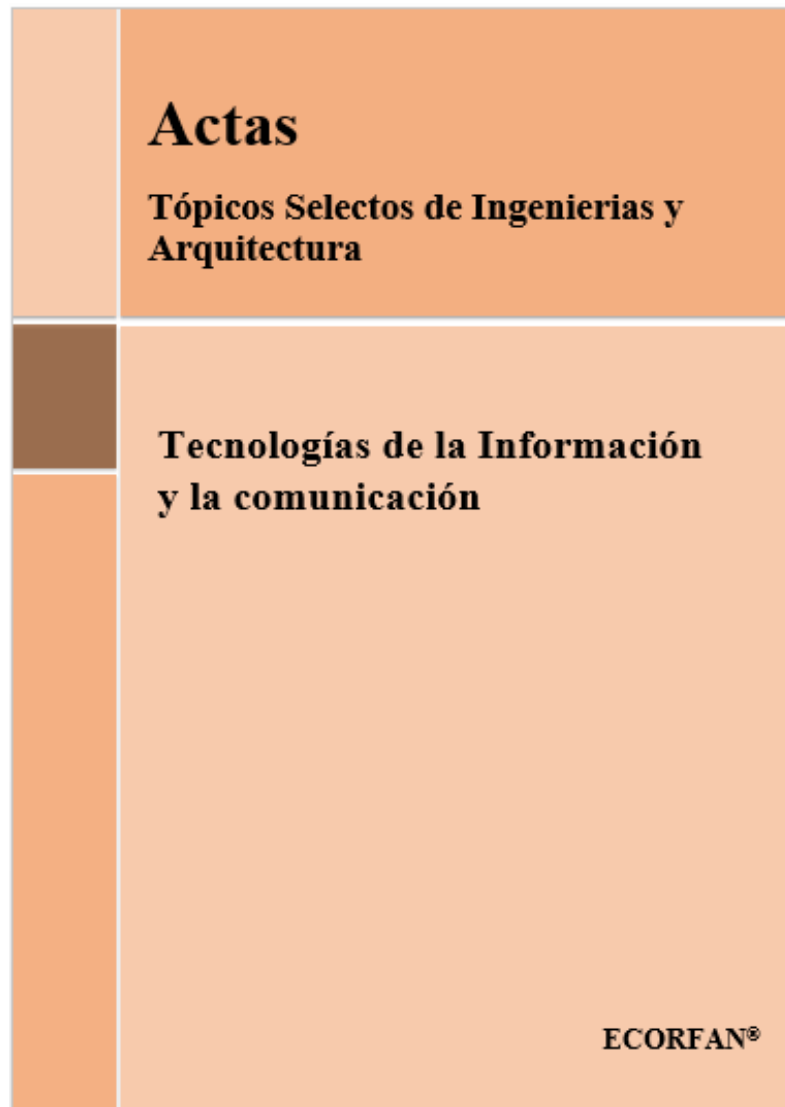 Actas
Tópicos Selectos de Ingenierias y
Arquitectura
Tecnologías de la Información
y la comunicación
ECORFAN®